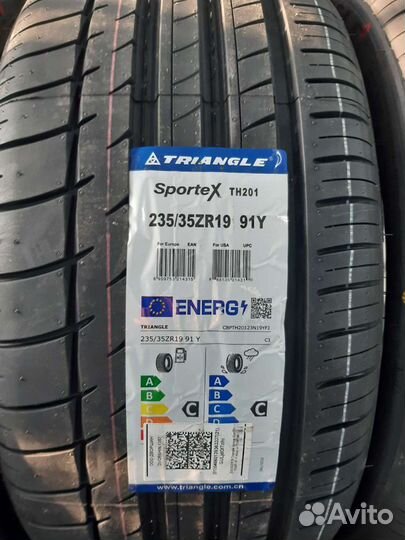 TRIANGLE
SporteX TH201
235/35ZR19 91Y
For Europe EAN For USA UPC
ENERG
TRIANGLE CBPTH20123N19YFJ
235/35ZR19 91 Y C1
A A
B B
C C C C
www.triangle.com.cn
Avito